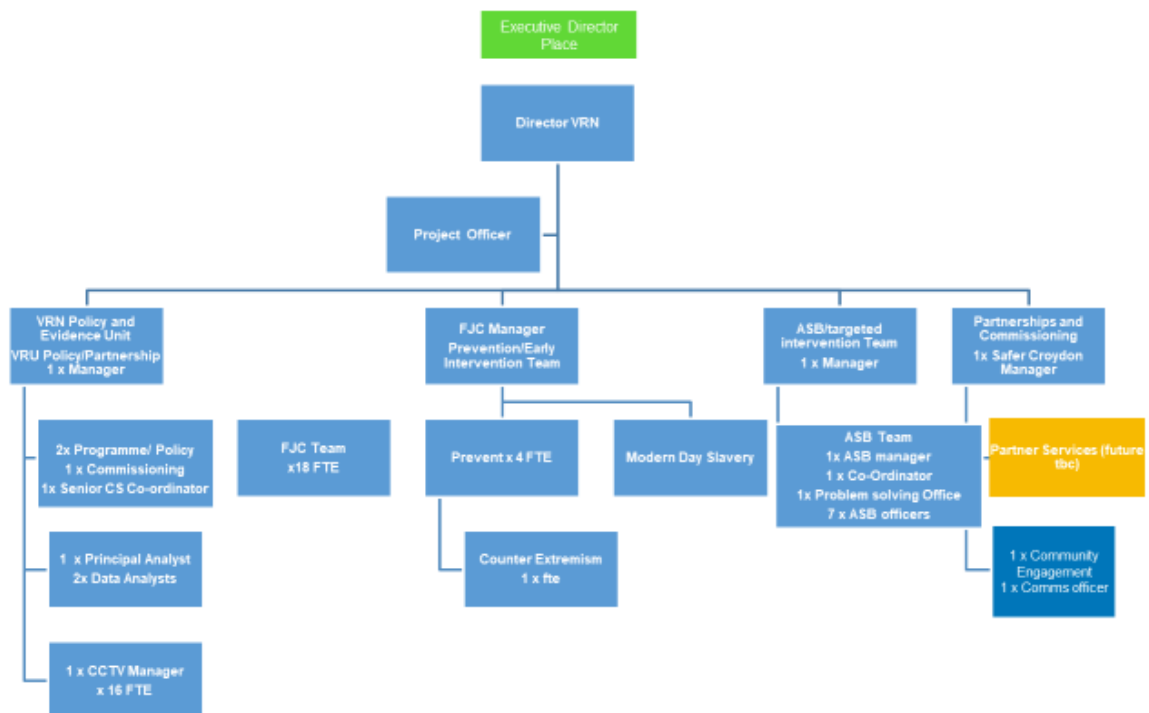 Executive Director
Place
Director VRN
Project Officer
VRN Policy and
Evidence Unit
VRU Policy/Partnership
1 x Manager
FJC Manager
Prevention/Early
Intervention Team
ASB/targeted
intervention Team
1 x Manager
Partnerships and
Commissioning
1x Safer Croydon
Manager
2x Programme/ Policy
1 x Commissioning
1x Senior CS Co-ordinator
FJC Team
x18 FTE
Prevent x 4 FTE
Modern Day Slavery
ASB Team
1x ASB manager
1 x Co-Ordinator
1x Problem solving Office
7 x ASB officers
Partner Services (future
tbc)
1 x Principal Analyst
2x Data Analysts
Counter Extremism
1 x fte
1 x Community
Engagement
1 x Comms officer
1 x CCTV Manager
x 16 FTE